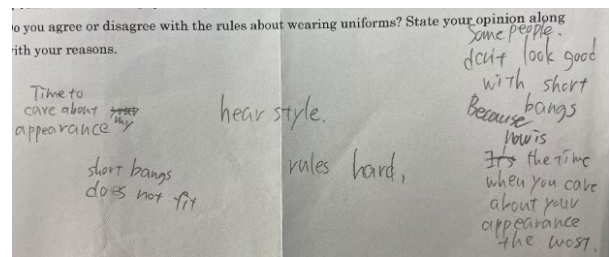 o you agree or disagree with the rules about wearing uniforms? State your opinion along
ith your reasons.
Time to
care about my
appearance
short bangs
does not fit
hear style.
rules hard,
Some people.
don't look good
with short
bangs
Because
now is
the time
when you care
about your
appearance
the most.